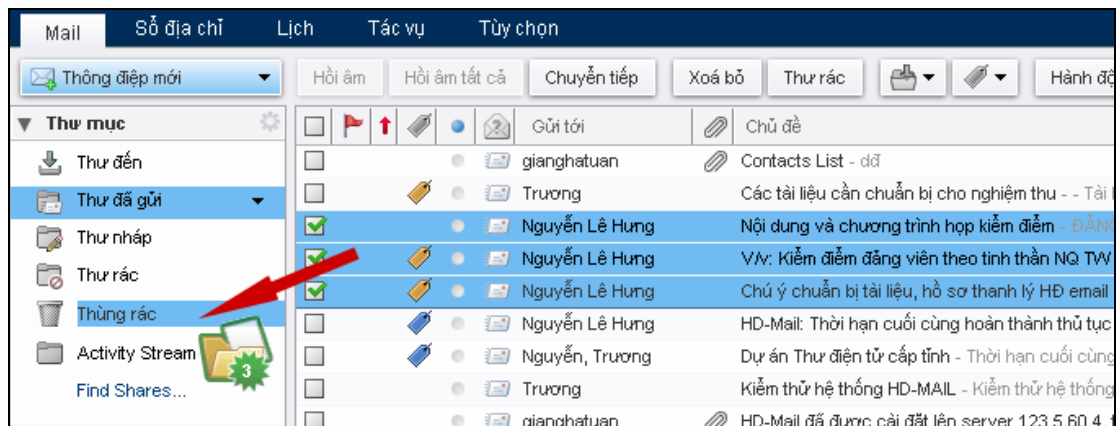 Mail Sổ địa chỉ Lịch Tác vụ Tùy chọn
Thông điệp mới Hồi âm Hồi âm tất cả Chuyển tiếp Xoá bỏ Thư rác Hành độ
Thư mục Gửi tới Chủ đề
Thư đến gianghatuan Contacts List - dđ
Thư đã gửi Trương Các tài liệu cần chuẩn bị cho nghiệm thu - - Tài l
Nguyễn Lê Hưng Nội dung và chương trình họp kiểm điểm - ĐẢNG
Thư nháp Nguyễn Lê Hưng V/v: Kiểm điểm đảng viên theo tinh thần NQ TW
Thư rác Nguyễn Lê Hưng Chú ý chuẩn bị tài liệu, hồ sơ thanh lý HĐ email
Thùng rác Nguyễn Lê Hưng HD-Mail: Thời hạn cuối cùng hoàn thành thủ tục
Activity Stream 3 Nguyễn, Trương Dự án Thư điện tử cấp tỉnh - Thời hạn cuối cùng
Find Shares... Trương Kiểm thử hệ thống HD-MAIL - Kiểm thử hệ thống
gianghatuan HD-Mail đã được cài đặt lên server 123.5.60.4